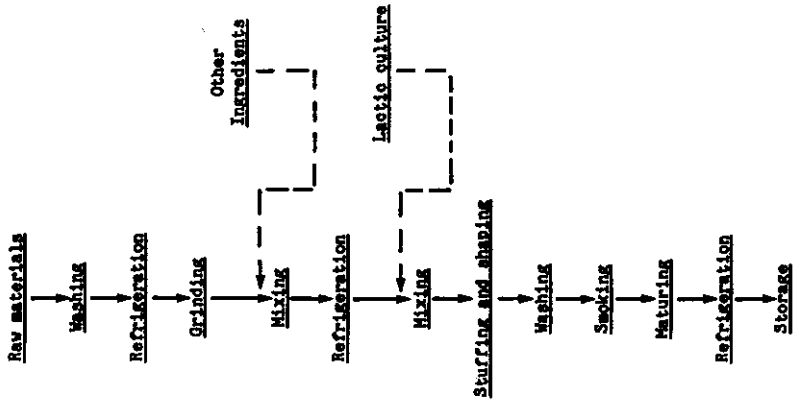 Raw materials
Washing
Refrigeration
Grinding
Other
Ingredients
Mixing
Refrigeration
Lactic culture
Mixing
Stuffing and shaping
Washing
Smoking
Maturing
Refrigeration
Storage